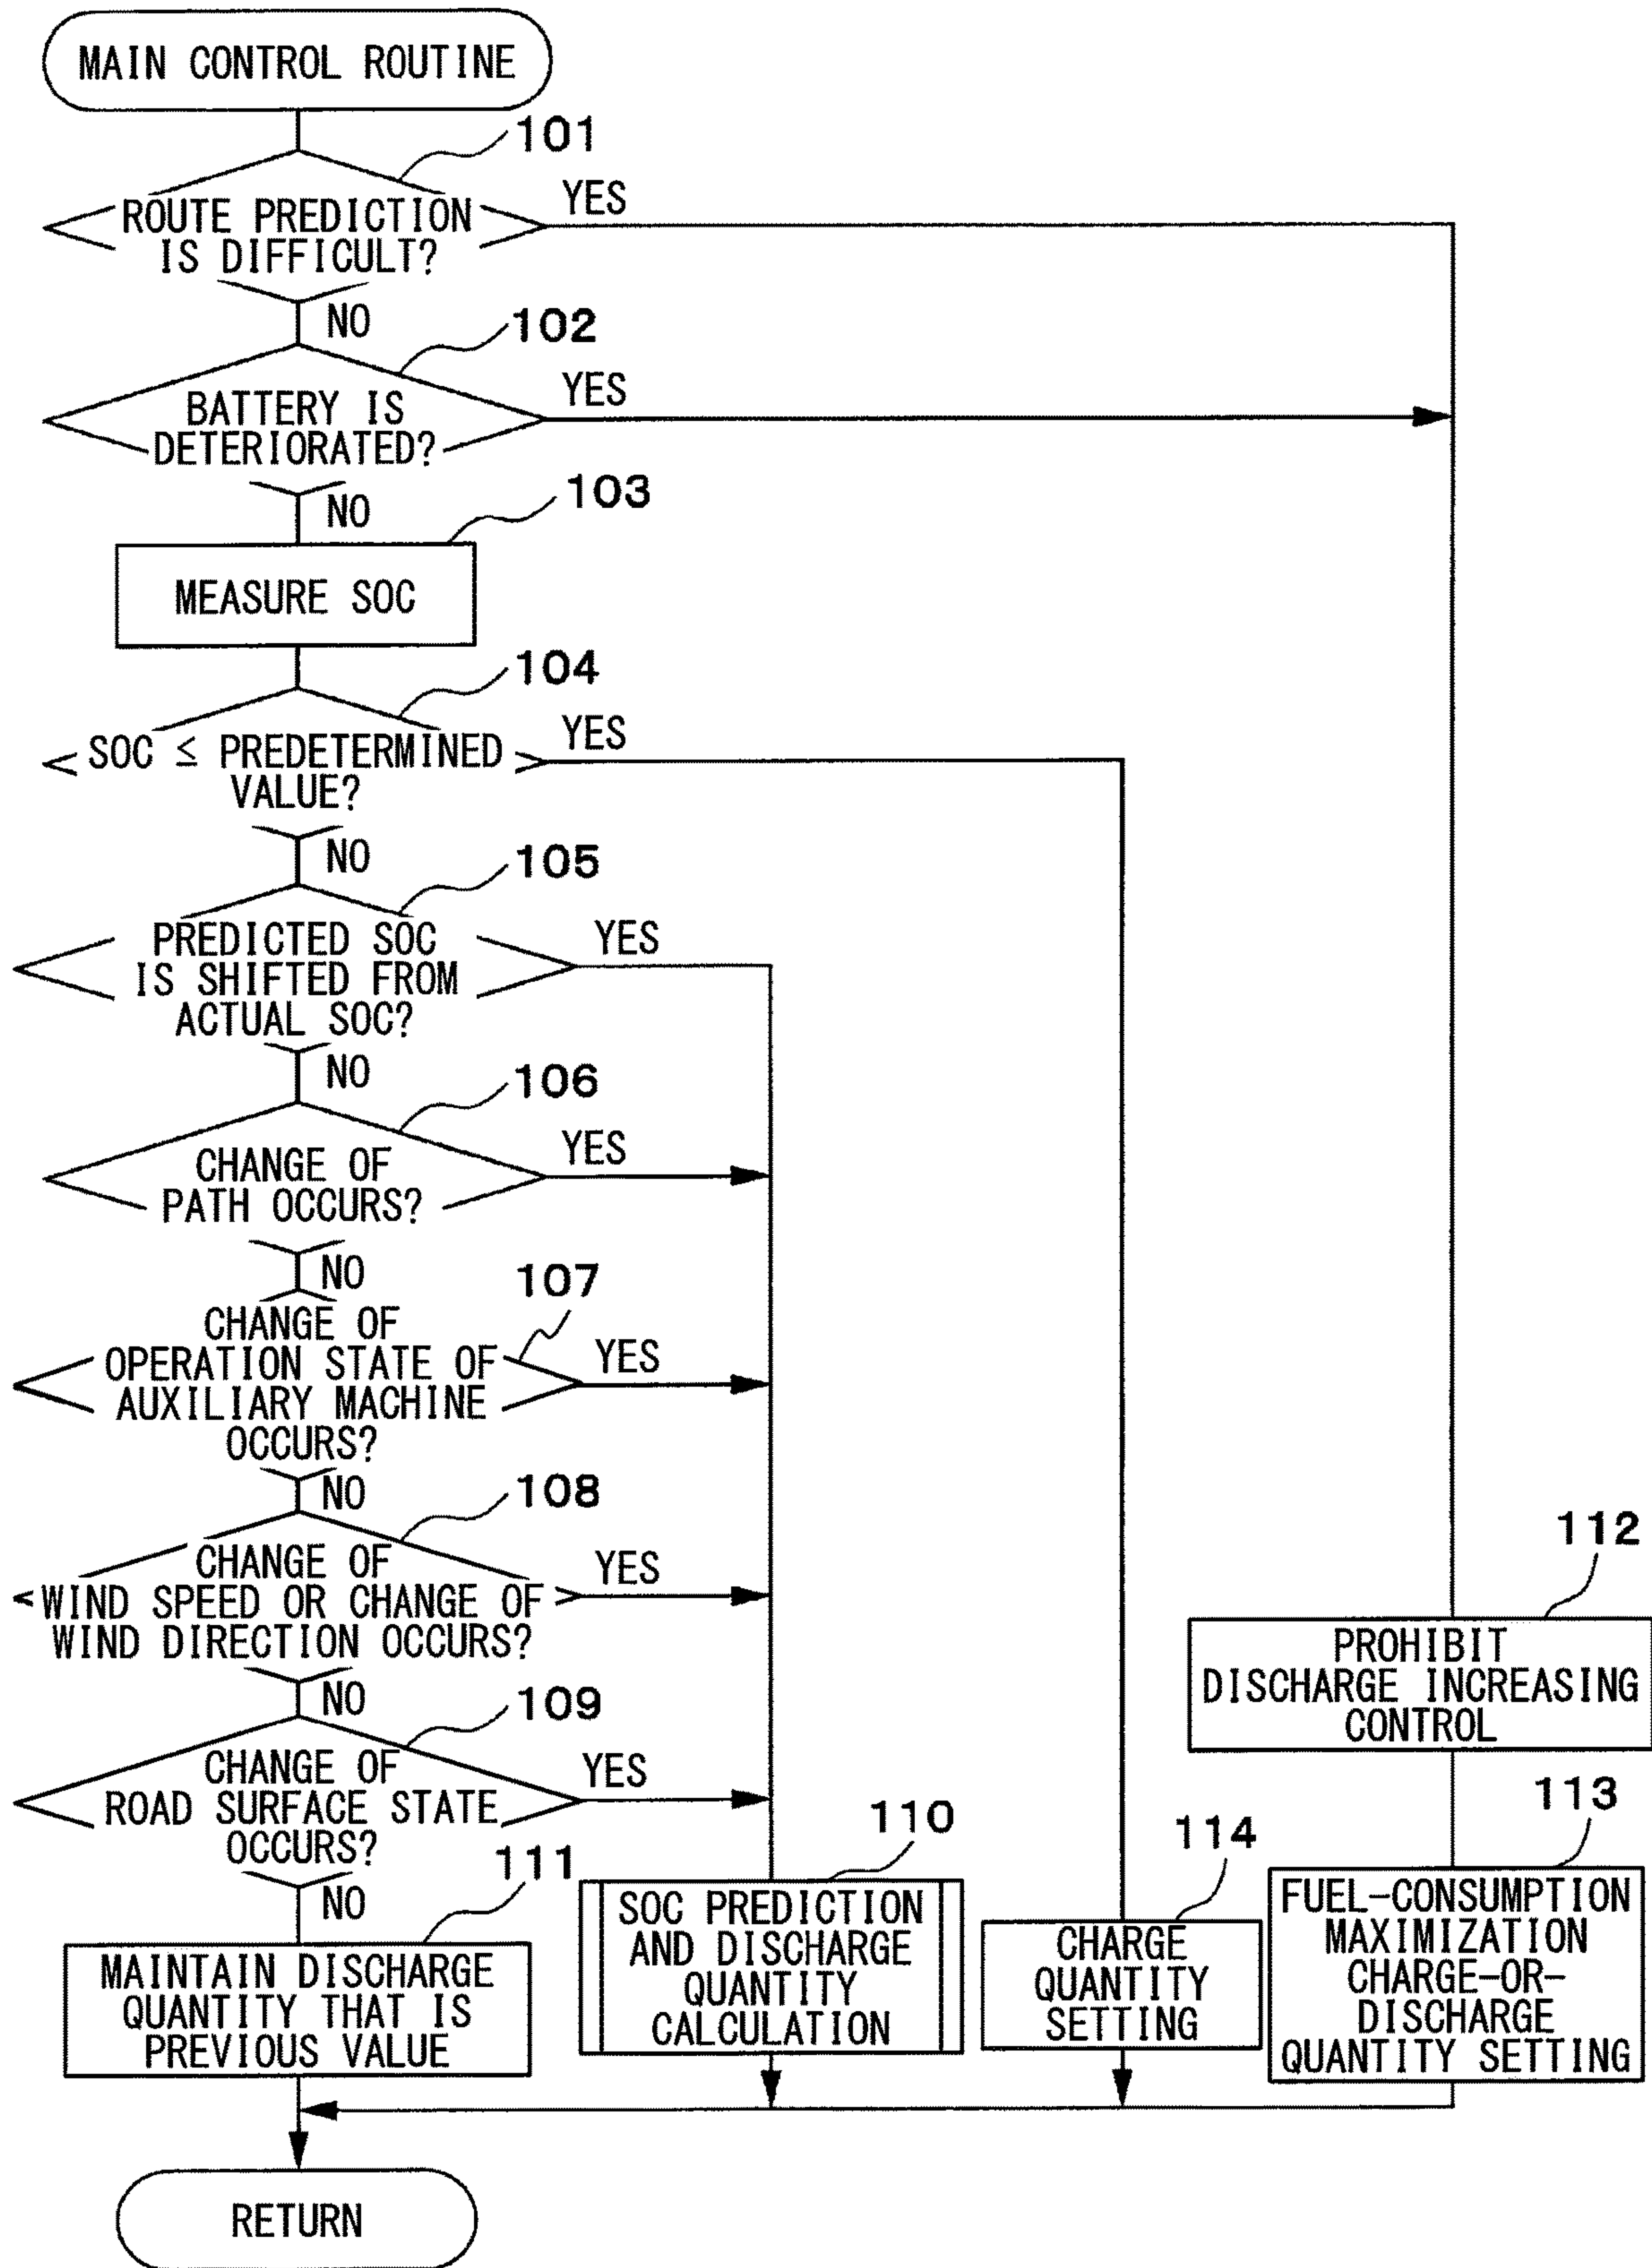 MAIN CONTROL ROUTINE
101
ROUTE PREDICTION
IS DIFFICULT?
YES
NO
102
BATTERY IS
DETERIORATED?
YES
NO
103
MEASURE SOC
104
SOC ≤ PREDETERMINED
VALUE?
YES
NO
105
PREDICTED SOC
IS SHIFTED FROM
ACTUAL SOC?
YES
NO
106
CHANGE OF
PATH OCCURS?
YES
NO
107
CHANGE OF
OPERATION STATE OF
AUXILIARY MACHINE
OCCURS?
YES
NO
108
CHANGE OF
WIND SPEED OR CHANGE OF
WIND DIRECTION OCCURS?
YES
NO
109
CHANGE OF
ROAD SURFACE STATE
OCCURS?
YES
NO
111
MAINTAIN DISCHARGE
QUANTITY THAT IS
PREVIOUS VALUE
110
SOC PREDICTION
AND DISCHARGE
QUANTITY
CALCULATION
114
CHARGE
QUANTITY
SETTING
112
PROHIBIT
DISCHARGE INCREASING
CONTROL
113
FUEL-CONSUMPTION
MAXIMIZATION
CHARGE-OR-
DISCHARGE
QUANTITY SETTING
RETURN